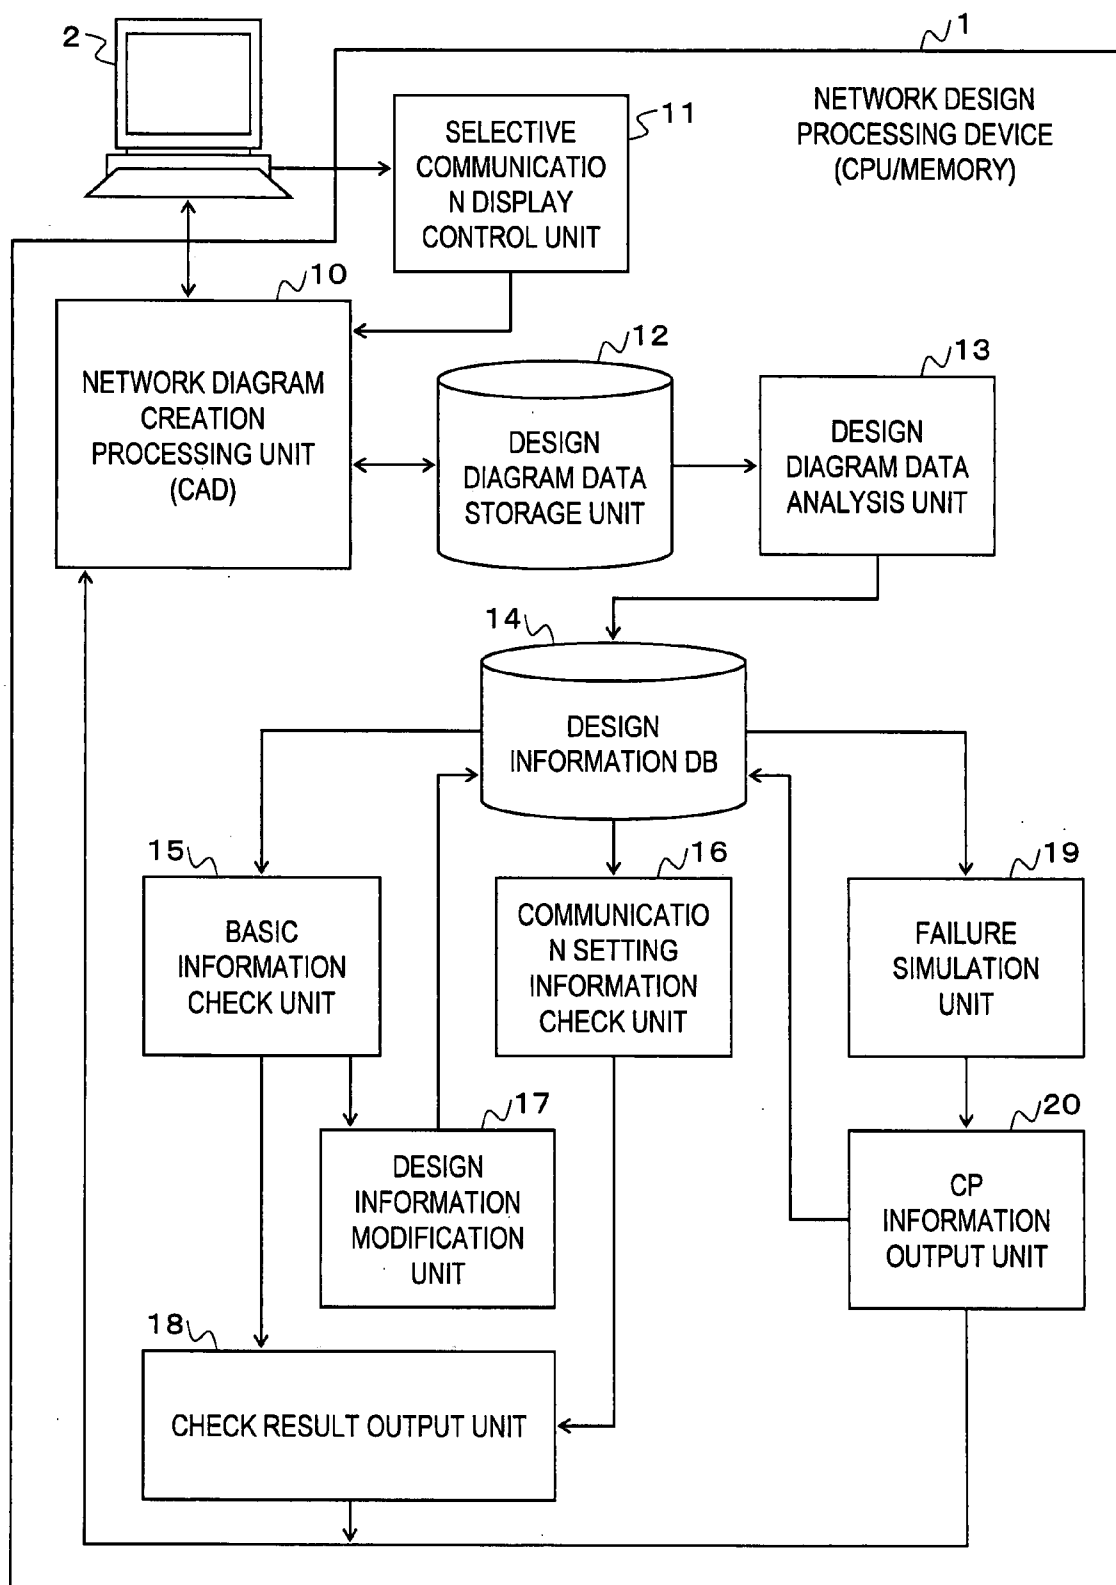 2
1
NETWORK DESIGN
PROCESSING DEVICE
(CPU/MEMORY)
11
SELECTIVE
COMMUNICATIO
N DISPLAY
CONTROL UNIT
10
NETWORK DIAGRAM
CREATION
PROCESSING UNIT
(CAD)
12
DESIGN
DIAGRAM DATA
STORAGE UNIT
13
DESIGN
DIAGRAM DATA
ANALYSIS UNIT
14
DESIGN
INFORMATION DB
15
BASIC
INFORMATION
CHECK UNIT
16
COMMUNICATIO
N SETTING
INFORMATION
CHECK UNIT
19
FAILURE
SIMULATION
UNIT
17
DESIGN
INFORMATION
MODIFICATION
UNIT
20
CP
INFORMATION
OUTPUT UNIT
18
CHECK RESULT OUTPUT UNIT